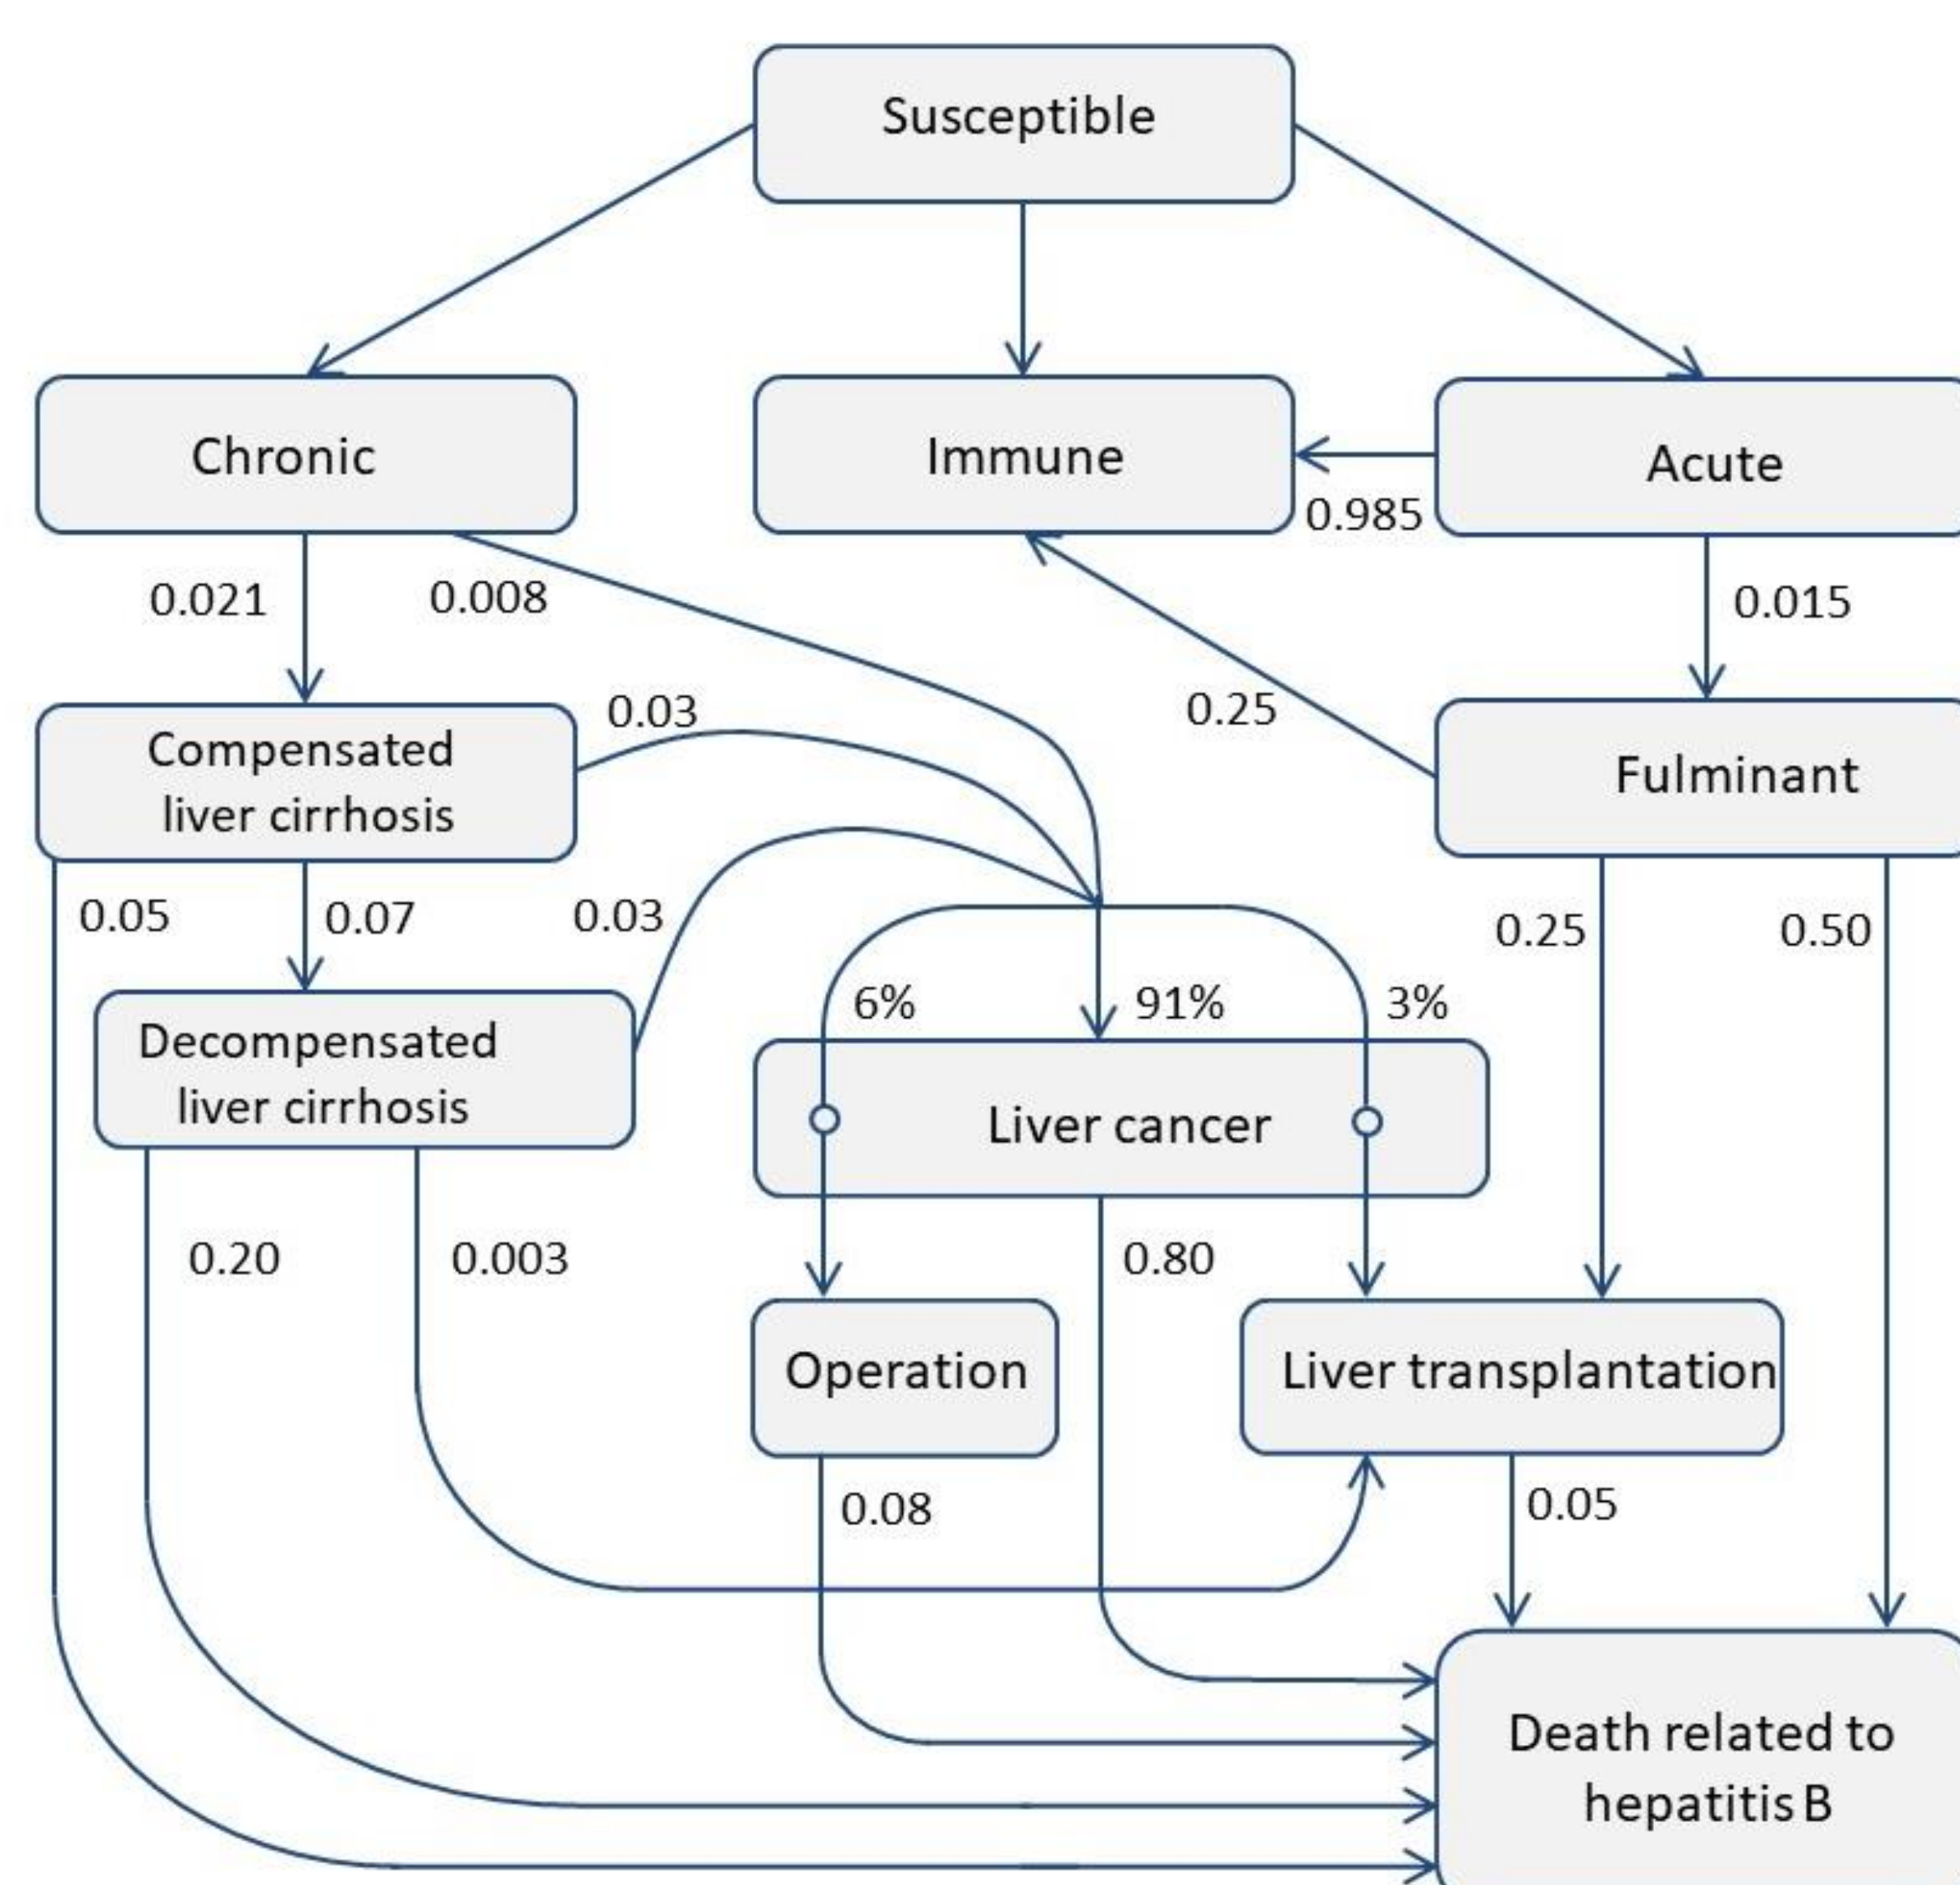 Susceptible
Chronic
Immune
Acute
0.985
0.021
0.008
0.015
0.03
0.25
Compensated
liver cirrhosis
Fulminant
0.05
0.07
0.03
0.25
0.50
6%
91%
3%
Decompensated
liver cirrhosis
Liver cancer
0.20
0.003
0.80
Operation
Liver transplantation
0.08
0.05
Death related to
hepatitis B